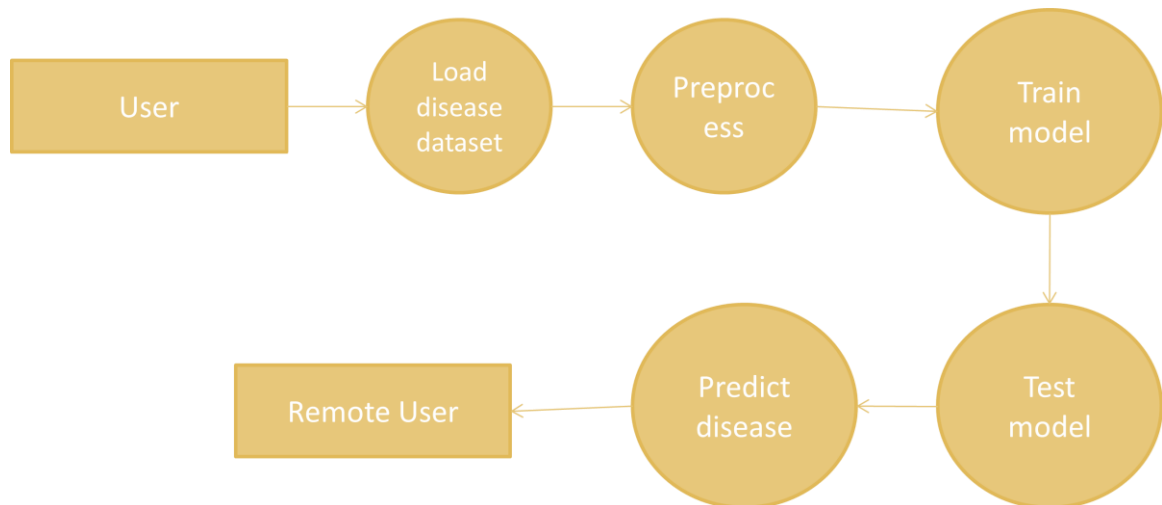 User
Load
disease
dataset
Preproc
ess
Train
model
Remote User
Predict
disease
Test
model